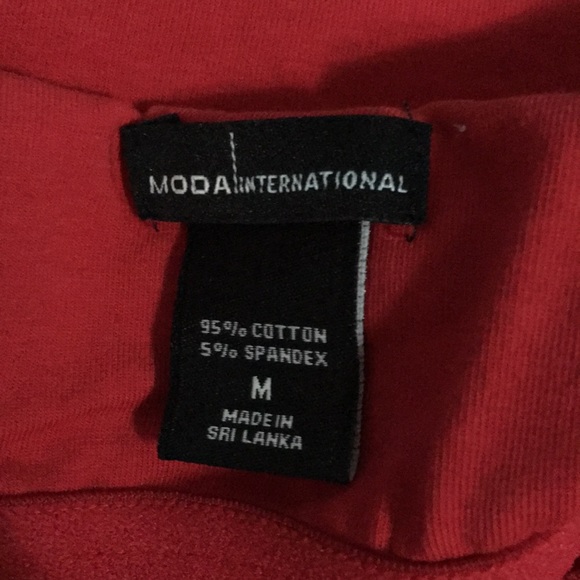 MODA INTERNATIONAL
95% COTTON
5% SPANDEX
M
MADE IN
SRI LANKA